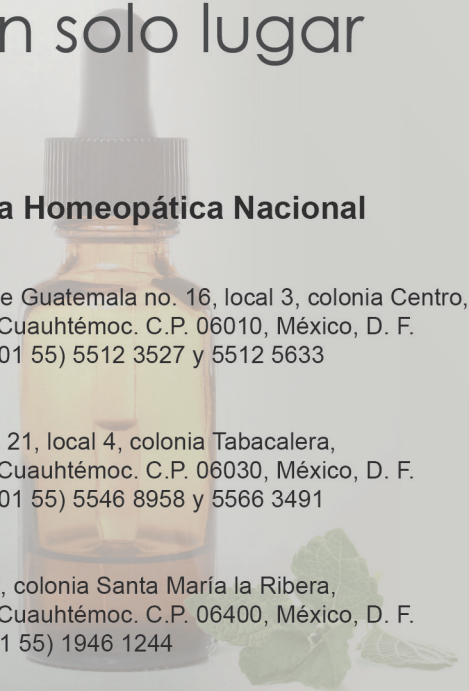 n solo lugar
a Homeopática Nacional
e Guatemala no. 16, local 3, colonia Centro,
Cuauhtémoc. C.P. 06010, México, D. F.
01 55) 5512 3527 y 5512 5633
21, local 4, colonia Tabacalera,
Cuauhtémoc. C.P. 06030, México, D. F.
01 55) 5546 8958 y 5566 3491
, colonia Santa María la Ribera,
Cuauhtémoc. C.P. 06400, México, D. F.
1 55) 1946 1244